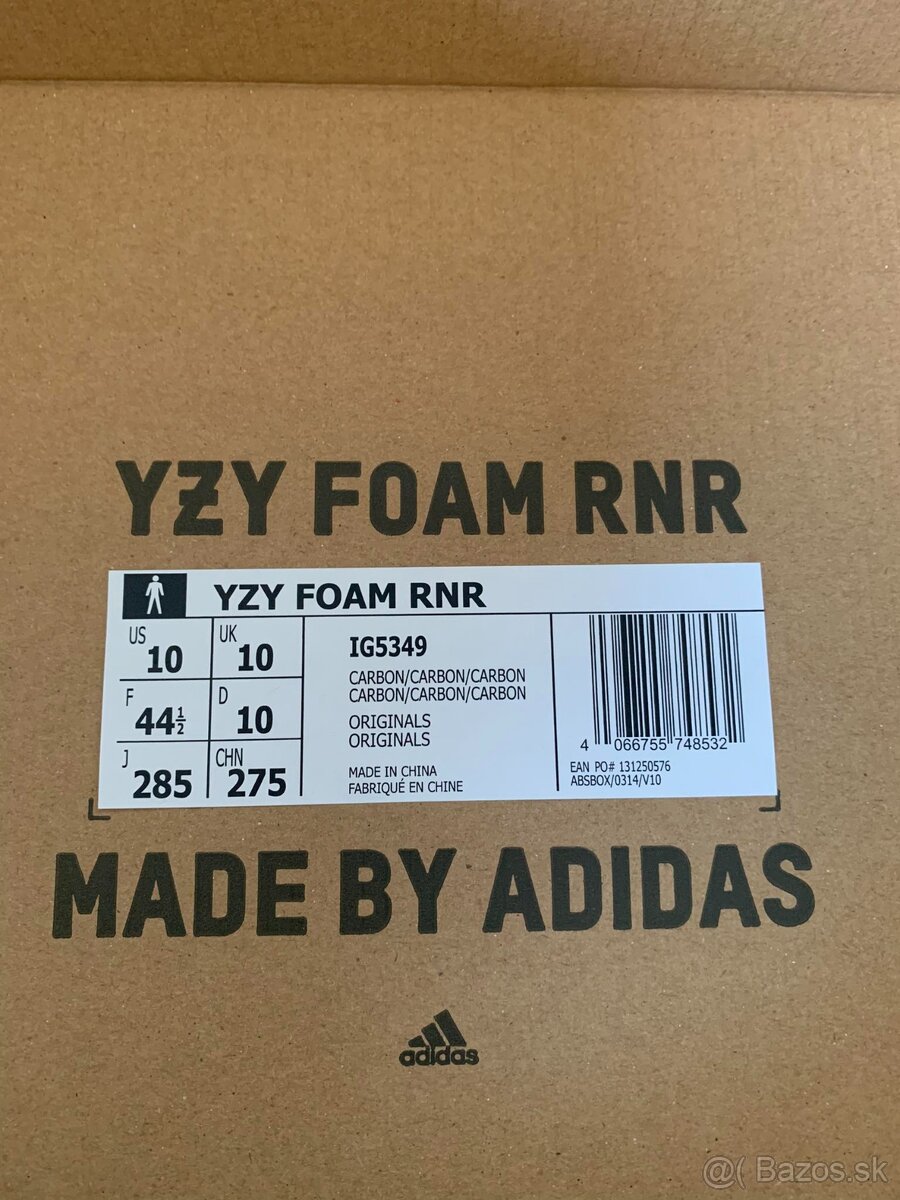 YZY FOAM RNR
YZY FOAM RNR
US 10 UK 10
F 44½ D 10
J 285 CHN 275
IG5349
CARBON/CARBON/CARBON
CARBON/CARBON/CARBON
ORIGINALS
ORIGINALS
MADE IN CHINA
FABRIQUÉ EN CHINE
4 066755 748532
EAN PO# 131250576
ABSBOX/0314/V10
MADE BY ADIDAS
adidas
@( Bazos.sk